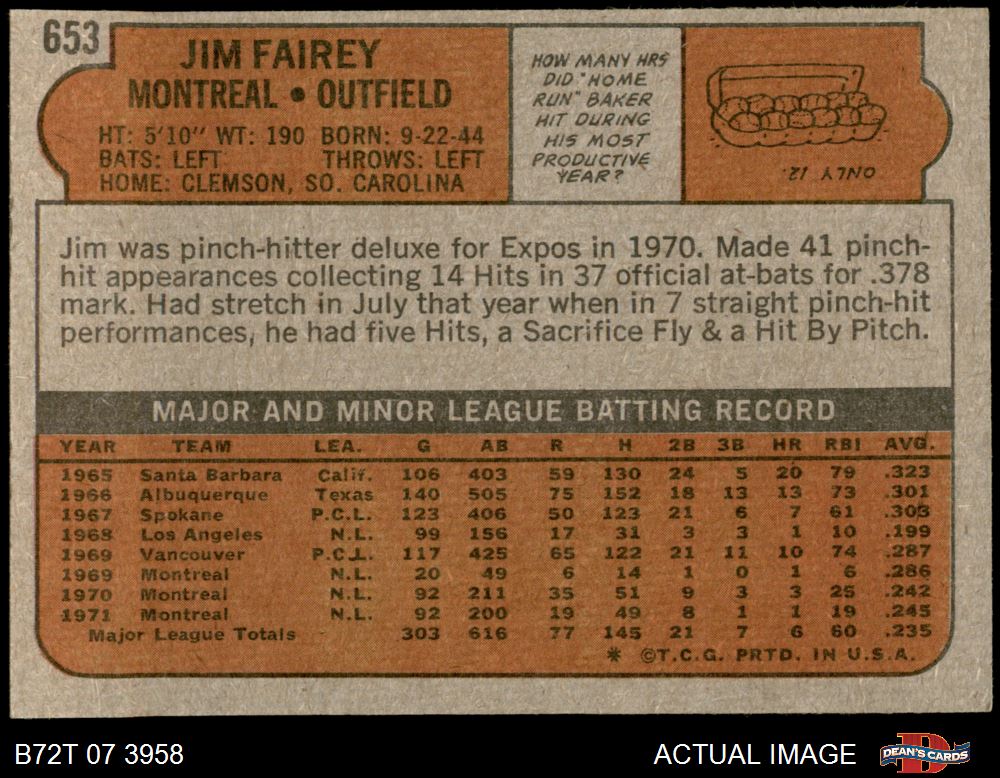 653
JIM FAIREY
MONTREAL • OUTFIELD
HT: 5'10" WT: 190 BORN: 9-22-44
BATS: LEFT THROWS: LEFT
HOME: CLEMSON, SO. CAROLINA
HOW MANY HRS
DID "HOME
RUN" BAKER
HIT DURING
HIS MOST
PRODUCTIVE
YEAR?
ONLY 12.
Jim was pinch-hitter deluxe for Expos in 1970. Made 41 pinch-
hit appearances collecting 14 Hits in 37 official at-bats for .378
mark. Had stretch in July that year when in 7 straight pinch-hit
performances, he had five Hits, a Sacrifice Fly & a Hit By Pitch.
MAJOR AND MINOR LEAGUE BATTING RECORD
YEAR TEAM LEA. G AB R H 2B 3B HR RBI AVG.
1965 Santa Barbara Calif. 106 403 59 130 24 5 20 79 .323
1966 Albuquerque Texas 140 505 75 152 18 13 13 73 .301
1967 Spokane P.C.L. 123 406 50 123 21 6 7 61 .303
1968 Los Angeles N.L. 99 156 17 31 3 3 1 10 .199
1969 Vancouver P.C.L. 117 425 65 122 21 11 10 74 .287
1969 Montreal N.L. 20 49 6 14 1 0 1 6 .286
1970 Montreal N.L. 92 211 35 51 9 3 3 25 .242
1971 Montreal N.L. 92 200 19 49 8 1 1 19 .245
Major League Totals 303 616 77 145 21 7 6 60 .235
* ©T.C.G. PRTD. IN U.S.A.
B72T 07 3958
ACTUAL IMAGE
D
DEAN'S CARDS